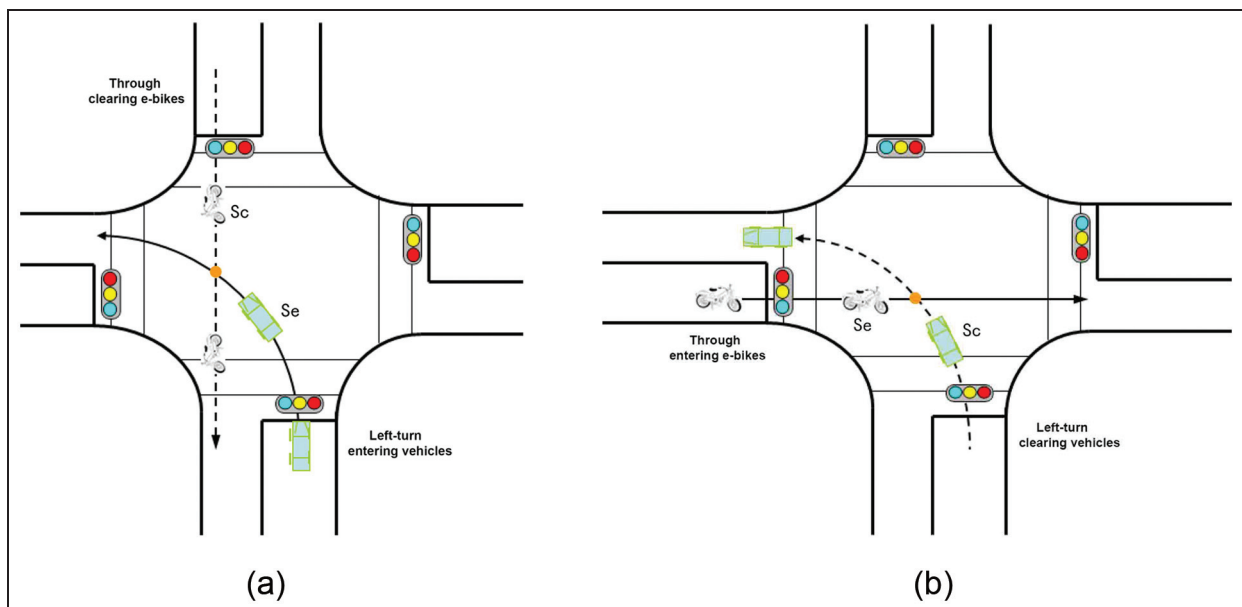 Through
clearing e-bikes
Sc
Se
Left-turn
entering vehicles
(a)
Through
entering e-bikes
Se
Sc
Left-turn
clearing vehicles
(b)